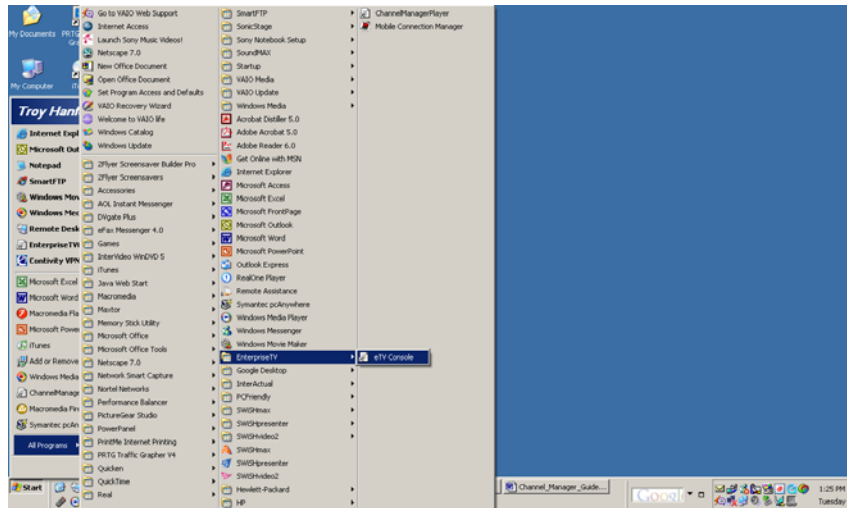 My Documents
PRTG
My Computer
Troy Hanf
Internet Expl
Microsoft Out
Notepad
SmartFTP
Windows Mov
Windows Mec
Remote Desk
EnterpriseTV
Contivity VPN
Microsoft Excel
Microsoft Word
Macromedia Fla
Microsoft Power
iTunes
Add or Remove
Windows Media
ChannelManage
Macromedia Fire
Symantec pcAn
All Programs
Go to VAIO Web Support
Internet Access
Launch Sony Music Videos!
Netscape 7.0
New Office Document
Open Office Document
Set Program Access and Defaults
VAIO Recovery Wizard
Welcome to VAIO life
Windows Catalog
Windows Update
2Flyer Screensaver Builder Pro
2Flyer Screensavers
Accessories
AOL Instant Messenger
DVgate Plus
eFax Messenger 4.0
Games
InterVideo WinDVD 5
iTunes
Java Web Start
Macromedia
Maxtor
Memory Stick Utility
Microsoft Office
Microsoft Office Tools
Netscape 7.0
Network Smart Capture
Nortel Networks
Performance Balancer
PictureGear Studio
PowerPanel
PrintMe Internet Printing
PRTG Traffic Grapher V4
Quicken
QuickTime
Real
SmartFTP
SonicStage
Sony Notebook Setup
SoundMAX
Startup
VAIO Media
VAIO Update
Windows Media
Acrobat Distiller 5.0
Adobe Acrobat 5.0
Adobe Reader 6.0
Get Online with MSN
Internet Explorer
Microsoft Access
Microsoft Excel
Microsoft FrontPage
Microsoft Outlook
Microsoft Word
Microsoft PowerPoint
Outlook Express
RealOne Player
Remote Assistance
Symantec pcAnywhere
Windows Media Player
Windows Messenger
Windows Movie Maker
EnterpriseTV
Google Desktop
InterActual
PCFriendly
SWiSHmax
SWiSHpresenter
SWiSHvideo2
SWiSHmax
SWiSHpresenter
SWiSHvideo2
Hewlett-Packard
HP
ChannelManagerPlayer
Mobile Connection Manager
eTV Console
Start
Channel_Manager_Guide....
Google
1:25 PM
Tuesday